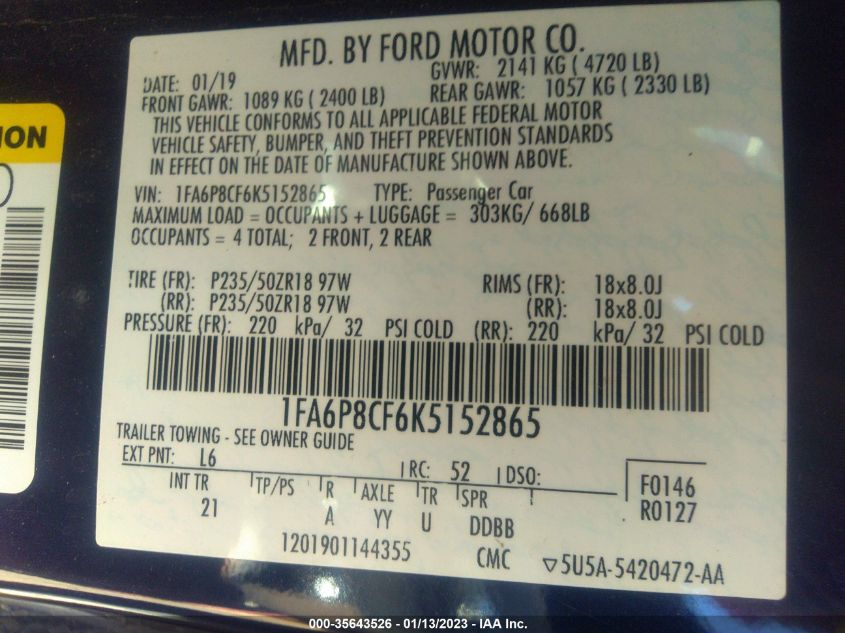 MFD. BY FORD MOTOR CO.
DATE: 01/19
GVWR: 2141 KG ( 4720 LB)
FRONT GAWR: 1089 KG ( 2400 LB)
REAR GAWR: 1057 KG ( 2330 LB)
THIS VEHICLE CONFORMS TO ALL APPLICABLE FEDERAL MOTOR
VEHICLE SAFETY, BUMPER, AND THEFT PREVENTION STANDARDS
IN EFFECT ON THE DATE OF MANUFACTURE SHOWN ABOVE.
VIN: 1FA6P8CF6K5152865 TYPE: Passenger Car
MAXIMUM LOAD = OCCUPANTS + LUGGAGE = 303KG/ 668LB
OCCUPANTS = 4 TOTAL; 2 FRONT, 2 REAR
TIRE (FR): P235/50ZR18 97W RIMS (FR): 18x8.0J
(RR): P235/50ZR18 97W (RR): 18x8.0J
PRESSURE (FR): 220 kPa/ 32 PSI COLD (RR): 220 kPa/ 32 PSI COLD
1FA6P8CF6K5152865
TRAILER TOWING - SEE OWNER GUIDE
EXT PNT: L6 RC: 52 DSO:
INT TR TP/PS R AXLE TR SPR
21 A YY U DDBB
F0146
R0127
1201901144355 CMC ▽5U5A-5420472-AA
000-35643526 — 01/13/2023 — IAA Inc.